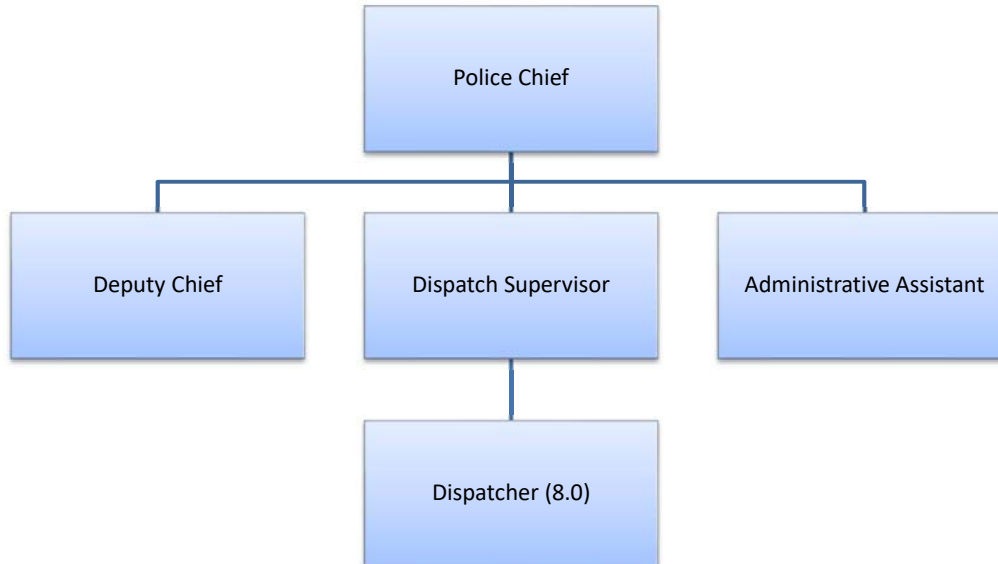 Police Chief
Deputy Chief
Dispatch Supervisor
Administrative Assistant
Dispatcher (8.0)